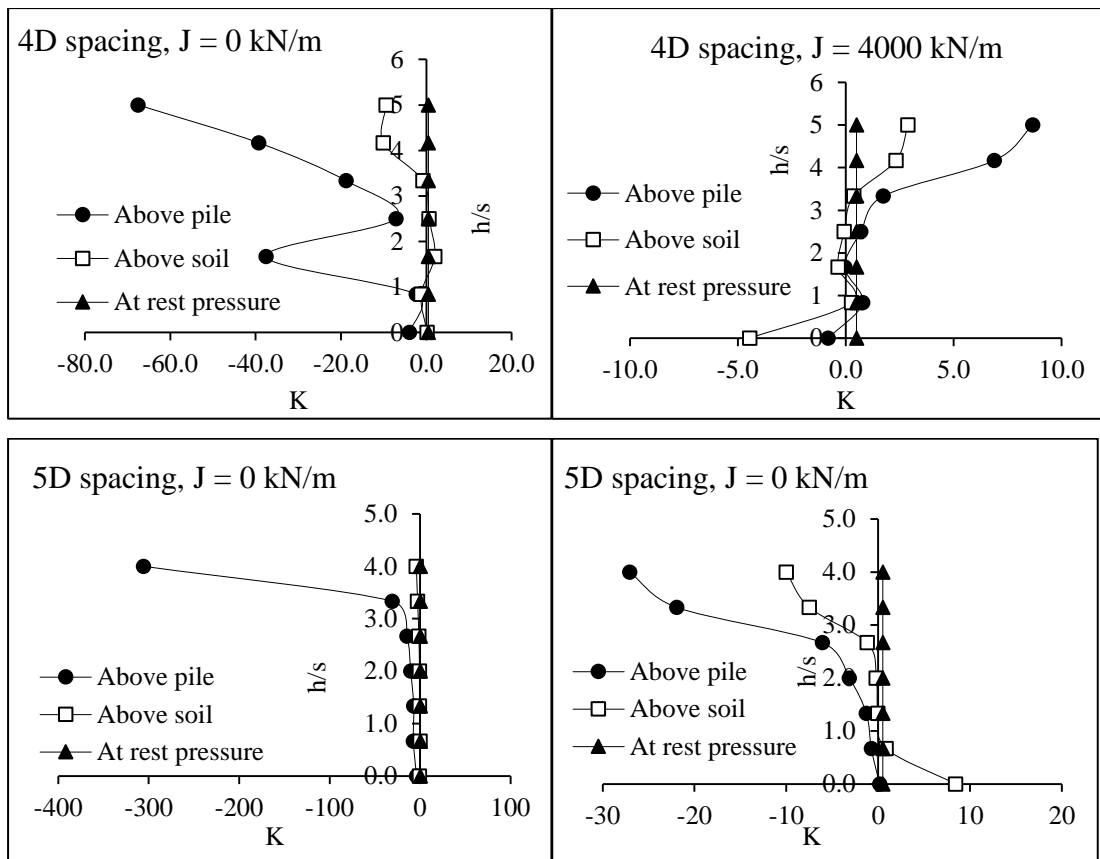 4D spacing, J = 0 kN/m
6
5
4
3
2
1
0
h/s
Above pile
Above soil
At rest pressure
-80.0 -60.0 -40.0 -20.0 0.0 20.0
K
4D spacing, J = 4000 kN/m
6
5
4
3
2
1
0
h/s
Above pile
Above soil
At rest pressure
-10.0 -5.0 0.0 5.0 10.0
K
5D spacing, J = 0 kN/m
5.0
4.0
3.0
2.0
1.0
0.0
h/s
Above pile
Above soil
At rest pressure
-400 -300 -200 -100 0 100
K
5D spacing, J = 0 kN/m
5.0
4.0
3.0
2.0
1.0
0.0
h/s
Above pile
Above soil
At rest pressure
-30 -20 -10 0 10 20
K